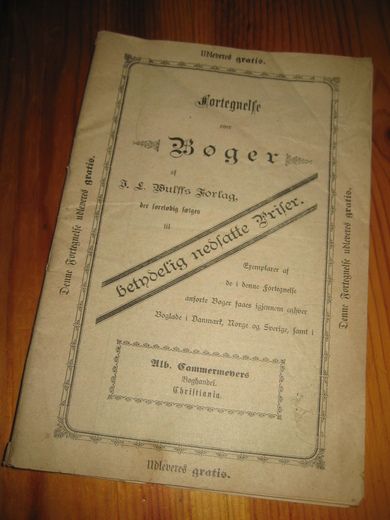 Udleveres gratis.
Fortegnelse
over
Bøger
af
J. L. Wulffs Forlag,
der foreløbig sælges
til
betydelig nedsatte Priser.
Exemplarer af
de i denne Fortegnelse
anførte Bøger faaes igjennem enhver
Boglade i Danmark, Norge og Sverige, samt i
Alb. Cammermeyers
Boghandel.
Christiania.
Udleveres gratis.
Denne Fortegnelse udleveres gratis.
Denne Fortegnelse udleveres gratis.